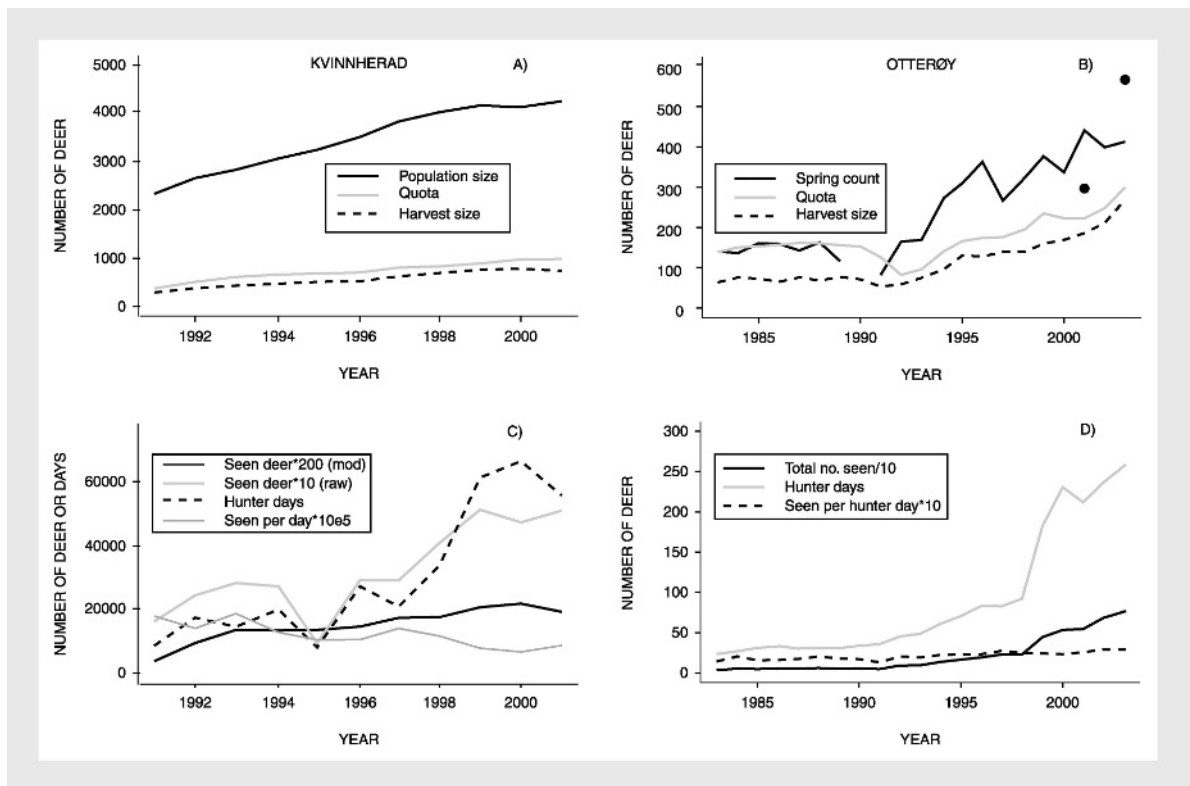 KVINNHERAD
A)
5000
4000
3000
2000
1000
0
NUMBER OF DEER
Population size
Quota
Harvest size
1992
1994
1996
1998
2000
YEAR
OTTERØY
B)
600
500
400
300
200
100
0
NUMBER OF DEER
Spring count
Quota
Harvest size
1985
1990
1995
2000
YEAR
C)
60000
40000
20000
0
NUMBER OF DEER OR DAYS
Seen deer*200 (mod)
Seen deer*10 (raw)
Hunter days
Seen per day*10e5
1992
1994
1996
1998
2000
YEAR
D)
300
250
200
150
100
50
0
NUMBER OF DEER
Total no. seen/10
Hunter days
Seen per hunter day*10
1985
1990
1995
2000
YEAR